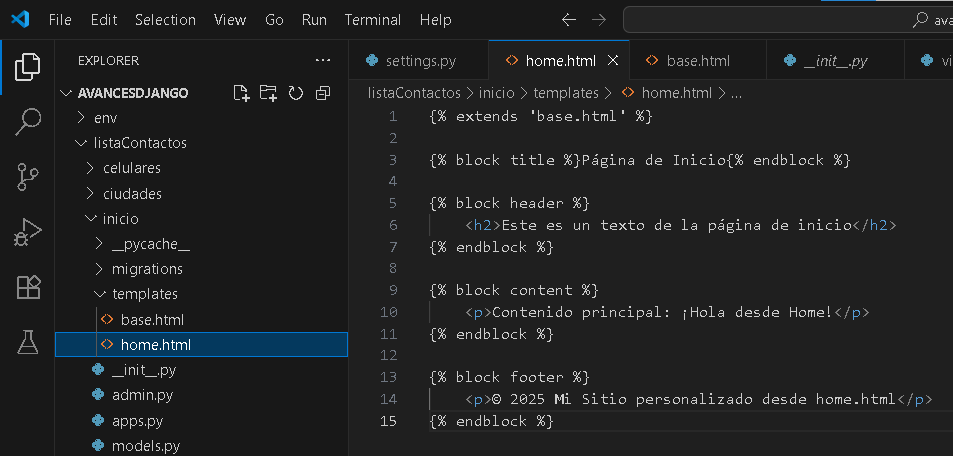 File Edit Selection View Go Run Terminal Help
EXPLORER
AVANCESDJANGO
env
listaContactos
celulares
ciudades
inicio
__pycache__
migrations
templates
base.html
home.html
__init__.py
admin.py
apps.py
models.py
settings.py home.html base.html __init__.py
listaContactos > inicio > templates > home.html > ...
1 {% extends 'base.html' %}
2
3 {% block title %}Página de Inicio{% endblock %}
4
5 {% block header %}
6 <h2>Este es un texto de la página de inicio</h2>
7 {% endblock %}
8
9 {% block content %}
10 <p>Contenido principal: ¡Hola desde Home!</p>
11 {% endblock %}
12
13 {% block footer %}
14 <p>© 2025 Mi Sitio personalizado desde home.html</p>
15 {% endblock %}